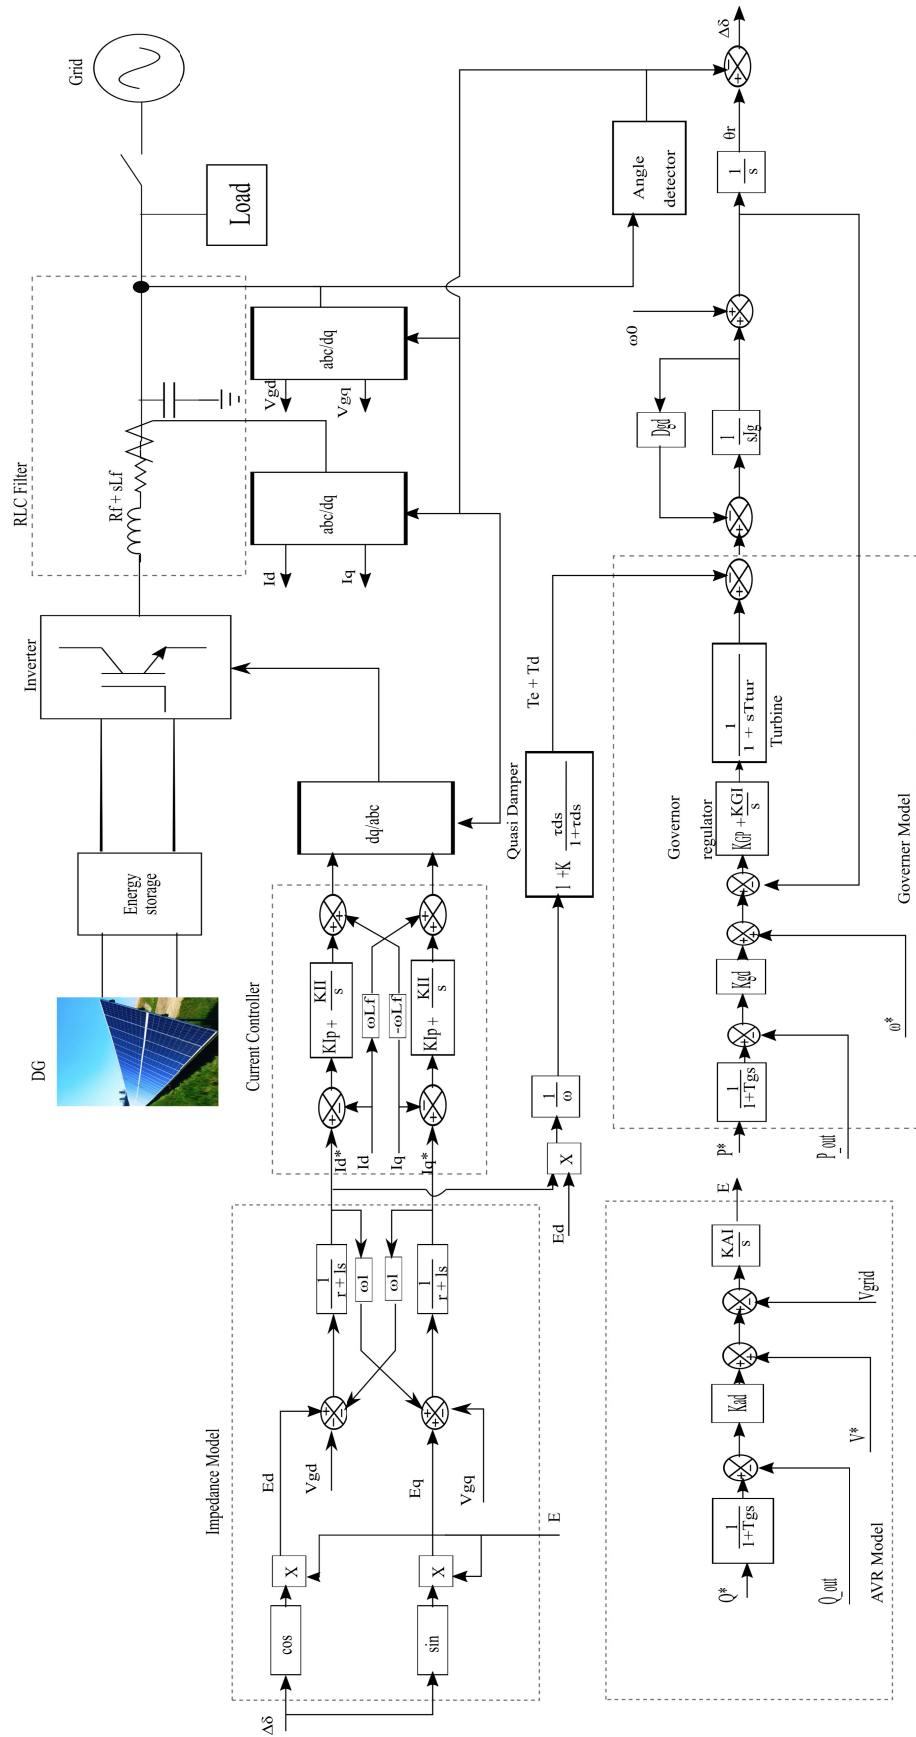 DG
Energy
storage
Inverter
RLC Filter
Rf + sLf
Grid
Load
abc/dq
Id
Iq
abc/dq
Vgd
Vgq
Angle
detector
Impedance Model
Δδ
cos
sin
X
X
Ed
Eq
E
Vgd
Vgq
1
r + ls
ωl
ωl
1
r + ls
Current Controller
Id*
Id
Iq
Iq*
KIp + KII
s
ωLf
-ωLf
KIp + KII
s
dq/abc
Ed
X
1
ω
Quasi Damper
1 +K τds
1+τds
Te + Td
AVR Model
Q*
1
1+Tgs
Q_out
Kad
V*
Vgrid
KAI
s
E
Governer Model
P*
1
1+Tgs
P_out
Kgd
ω*
Governor
regulator
KGP +KGI
s
1
1 + sTtur
Turbine
1
sJg
Dgd
ω0
1
s
θr
Δδ